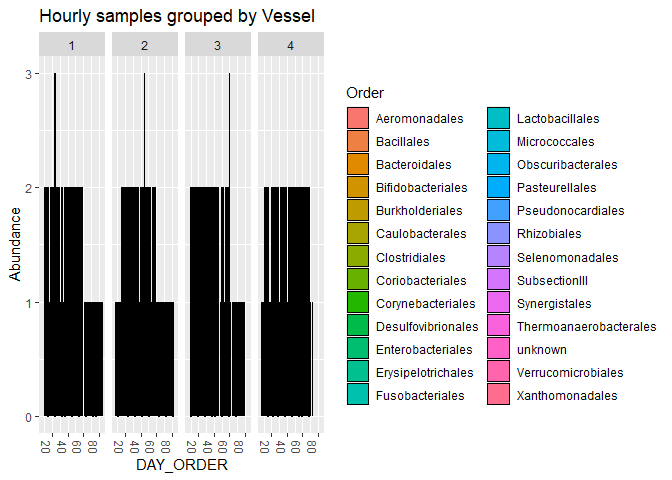 Hourly samples grouped by Vessel
1 2 3 4
Abundance
3
2
1
0
20 40 60 80 20 40 60 80 20 40 60 80 20 40 60 80
DAY_ORDER
Order
Aeromonadales
Bacillales
Bacteroidales
Bifidobacteriales
Burkholderiales
Caulobacterales
Clostridiales
Coriobacteriales
Corynebacteriales
Desulfovibrionales
Enterobacteriales
Erysipelotrichales
Fusobacteriales
Lactobacillales
Micrococcales
Obscuribacterales
Pasteurellales
Pseudonocardiales
Rhizobiales
Selenomonadales
SubsectionIII
Synergistales
Thermoanaerobacterales
unknown
Verrucomicrobiales
Xanthomonadales